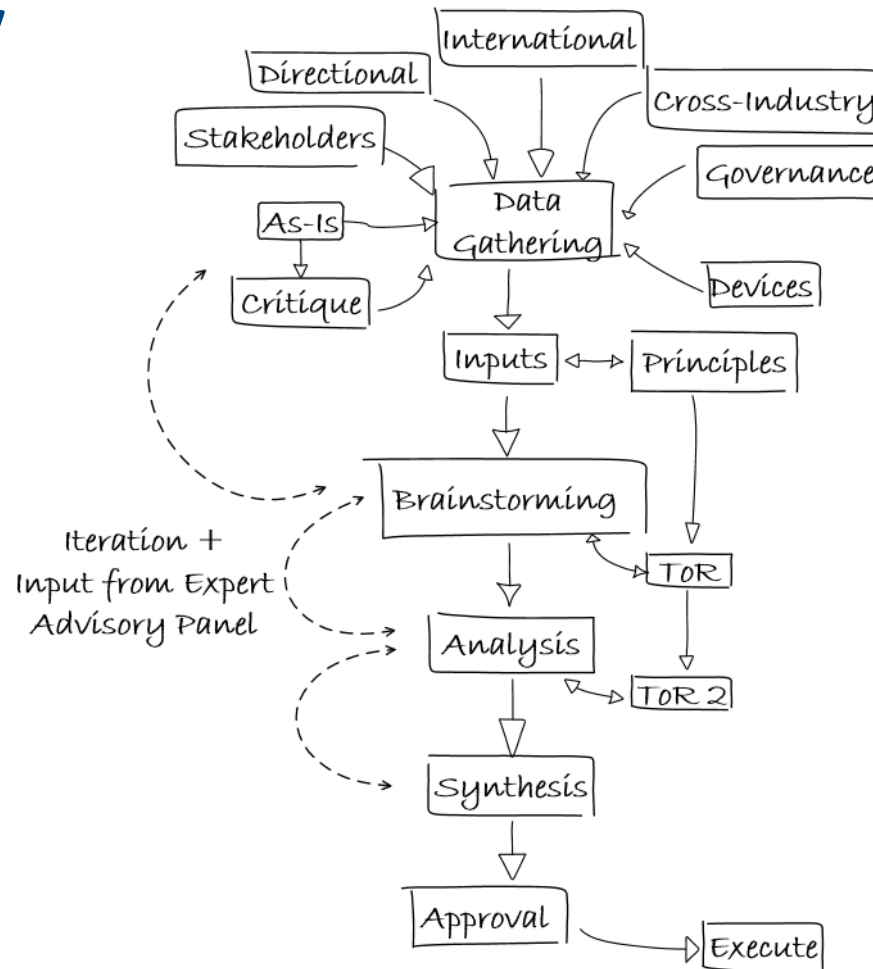 International
Directional
Cross-Industry
Stakeholders
Governance
Data
Gathering
As-Is
Critique
Devices
Inputs
Principles
Brainstorming
Iteration +
Input from Expert
Advisory Panel
ToR
Analysis
ToR 2
Synthesis
Approval
Execute